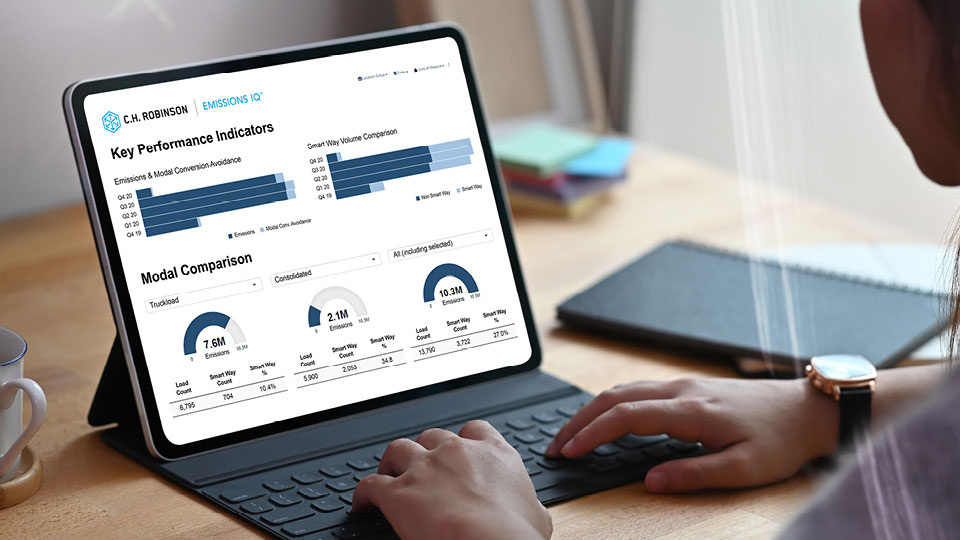 Location Group
Units of Measure
C.H. ROBINSON
EMISSIONS IQ™
Key Performance Indicators
Emissions & Modal Conversion Avoidance
Q4 20
Q3 20
Q2 20
Q1 20
Q4 19
Emissions
Modal Conv Avoidance
Smart Way Volume Comparison
Q4 20
Q3 20
Q2 20
Q1 20
Q4 19
Non Smart Way
Smart Way
Modal Comparison
Truckload
Consolidated
All (including selected)
7.6M
Emissions
0
10.3M
2.1M
Emissions
0
10.3M
10.3M
Emissions
0
Load Count
Smart Way Count
Smart Way %
6,795
704
10.4%
Load Count
Smart Way Count
Smart Way %
5,900
2,053
34.8
Load Count
Smart Way Count
Smart Way %
13,790
3,722
27.0%